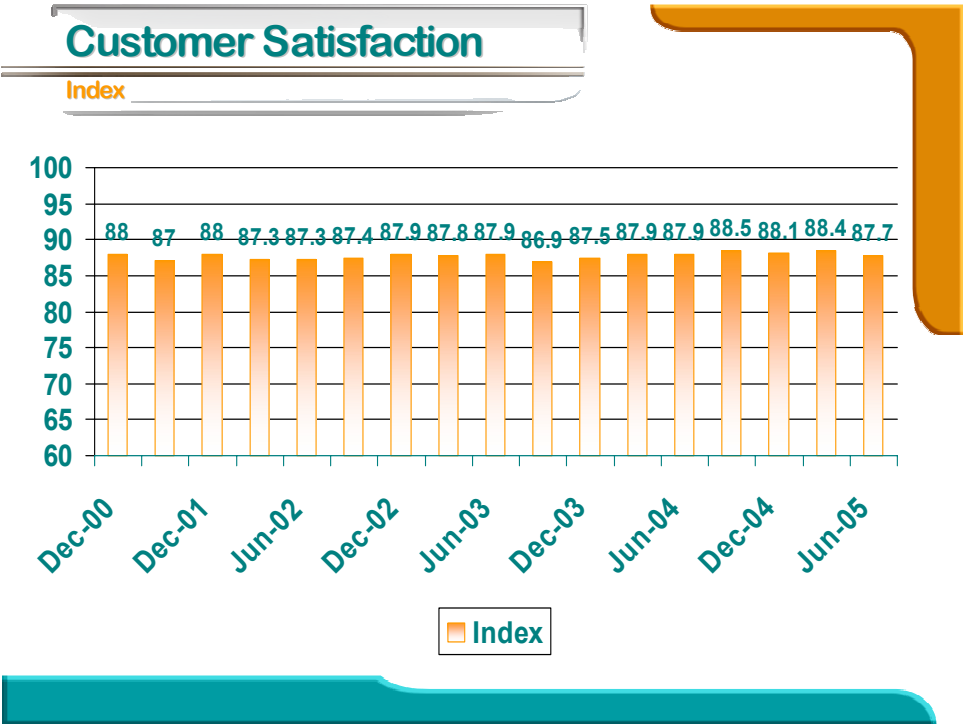 Customer Satisfaction
Index
100
95
90
85
80
75
70
65
60
88 87 88 87.3 87.3 87.4 87.9 87.8 87.9 86.9 87.5 87.9 87.9 88.5 88.1 88.4 87.7
Dec-00 Dec-01 Jun-02 Dec-02 Jun-03 Dec-03 Jun-04 Dec-04 Jun-05
Index